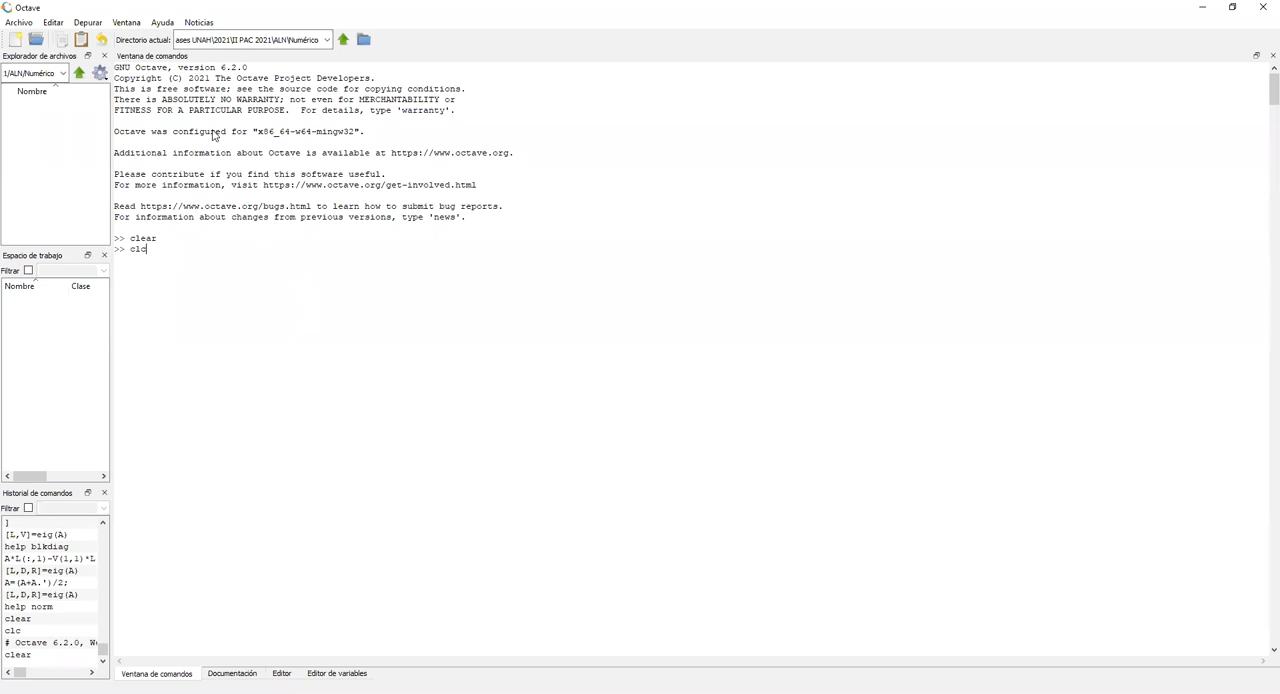 Octave
Archivo Editar Depurar Ventana Ayuda Noticias
Directorio actual: ases UNAH\2021\II PAC 2021\ALN\Numérico
Explorador de archivos
1/ALN/Numérico
Nombre
Espacio de trabajo
Filtrar
Nombre Clase
Historial de comandos
Filtrar
]
[L,V]=eig(A)
help blkdiag
A*L(:,1)-V(1,1)*L
[L,D,R]=eig(A)
A=(A+A.')/2;
[L,D,R]=eig(A)
help norm
clear
clc
# Octave 6.2.0, W
clear
Ventana de comandos
GNU Octave, version 6.2.0
Copyright (C) 2021 The Octave Project Developers.
This is free software; see the source code for copying conditions.
There is ABSOLUTELY NO WARRANTY; not even for MERCHANTABILITY or
FITNESS FOR A PARTICULAR PURPOSE.  For details, type 'warranty'.
Octave was configured for "x86_64-w64-mingw32".
Additional information about Octave is available at https://www.octave.org.
Please contribute if you find this software useful.
For more information, visit https://www.octave.org/get-involved.html
Read https://www.octave.org/bugs.html to learn how to submit bug reports.
For information about changes from previous versions, type 'news'.
>> clear
>> clc
Ventana de comandos Documentación Editor Editor de variables